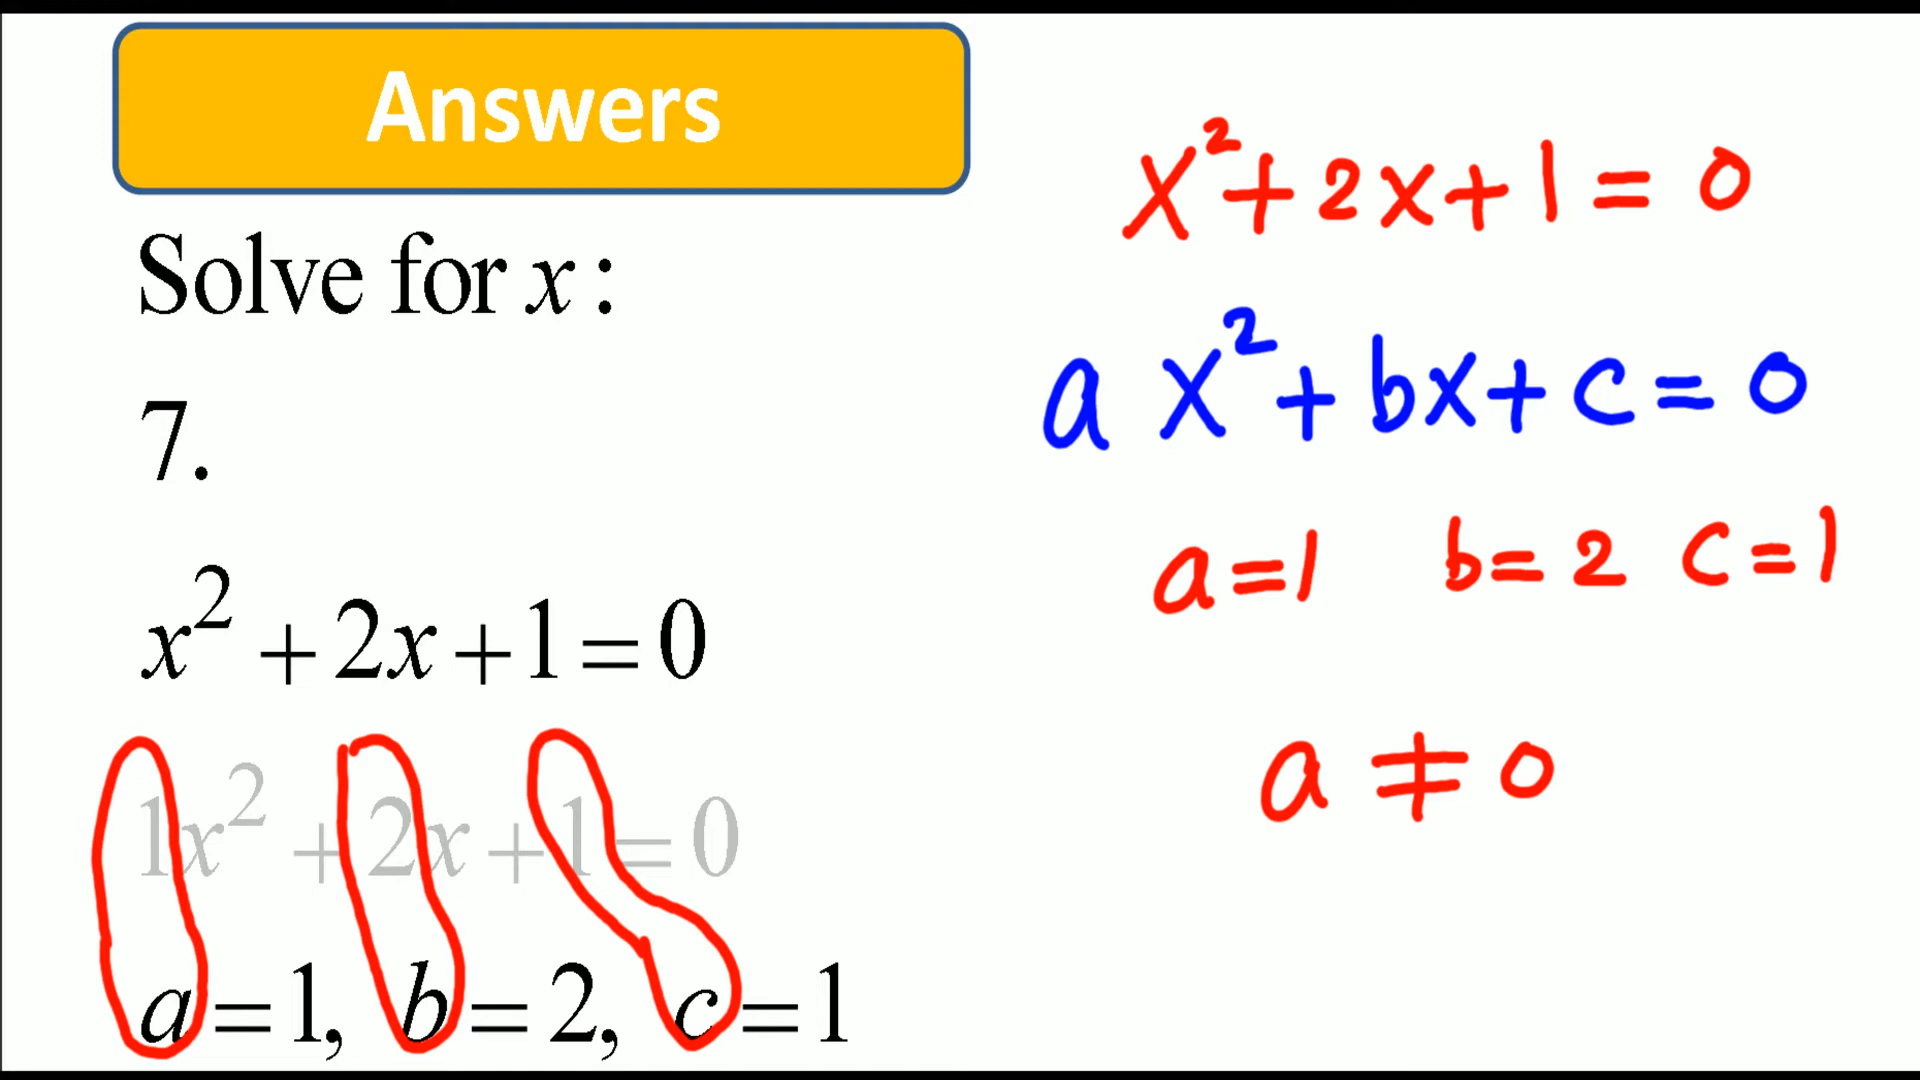 Answers
Solve for x:
7.
x² + 2x + 1 = 0
1x² + 2x + 1 = 0
a = 1, b = 2, c = 1
x² + 2x + 1 = 0
a x² + bx + c = 0
a = 1 b = 2 c = 1
a ≠ 0